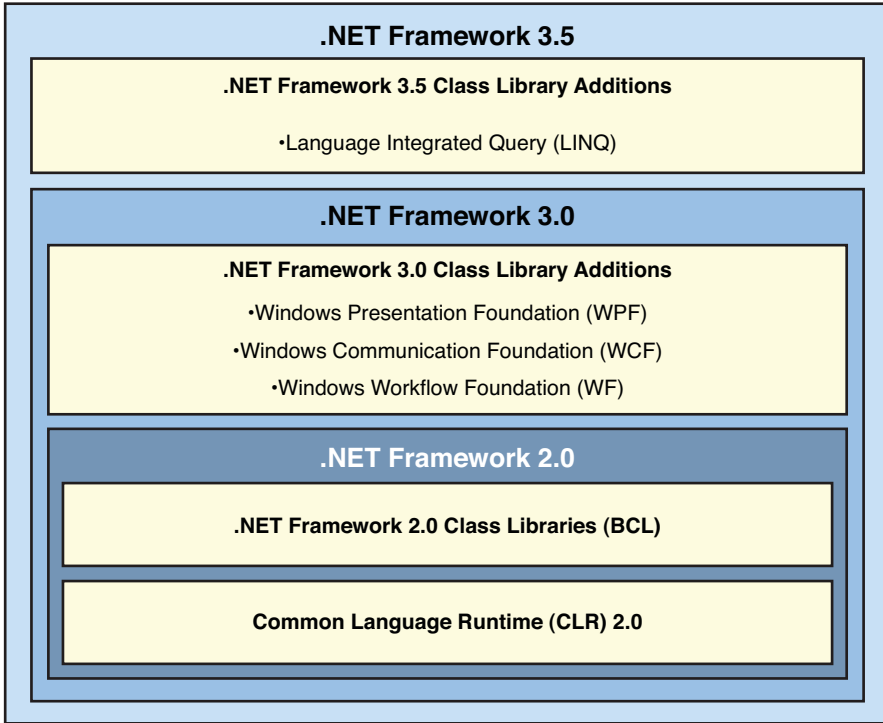 .NET Framework 3.5
.NET Framework 3.5 Class Library Additions
•Language Integrated Query (LINQ)
.NET Framework 3.0
.NET Framework 3.0 Class Library Additions
•Windows Presentation Foundation (WPF)
•Windows Communication Foundation (WCF)
•Windows Workflow Foundation (WF)
.NET Framework 2.0
.NET Framework 2.0 Class Libraries (BCL)
Common Language Runtime (CLR) 2.0